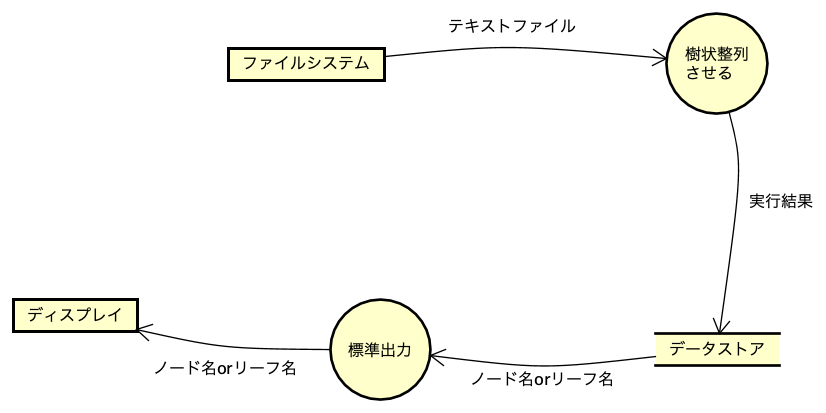 テキストファイル
ファイルシステム
樹状整列
させる
実行結果
ディスプレイ
標準出力
データストア
ノード名orリーフ名
ノード名orリーフ名